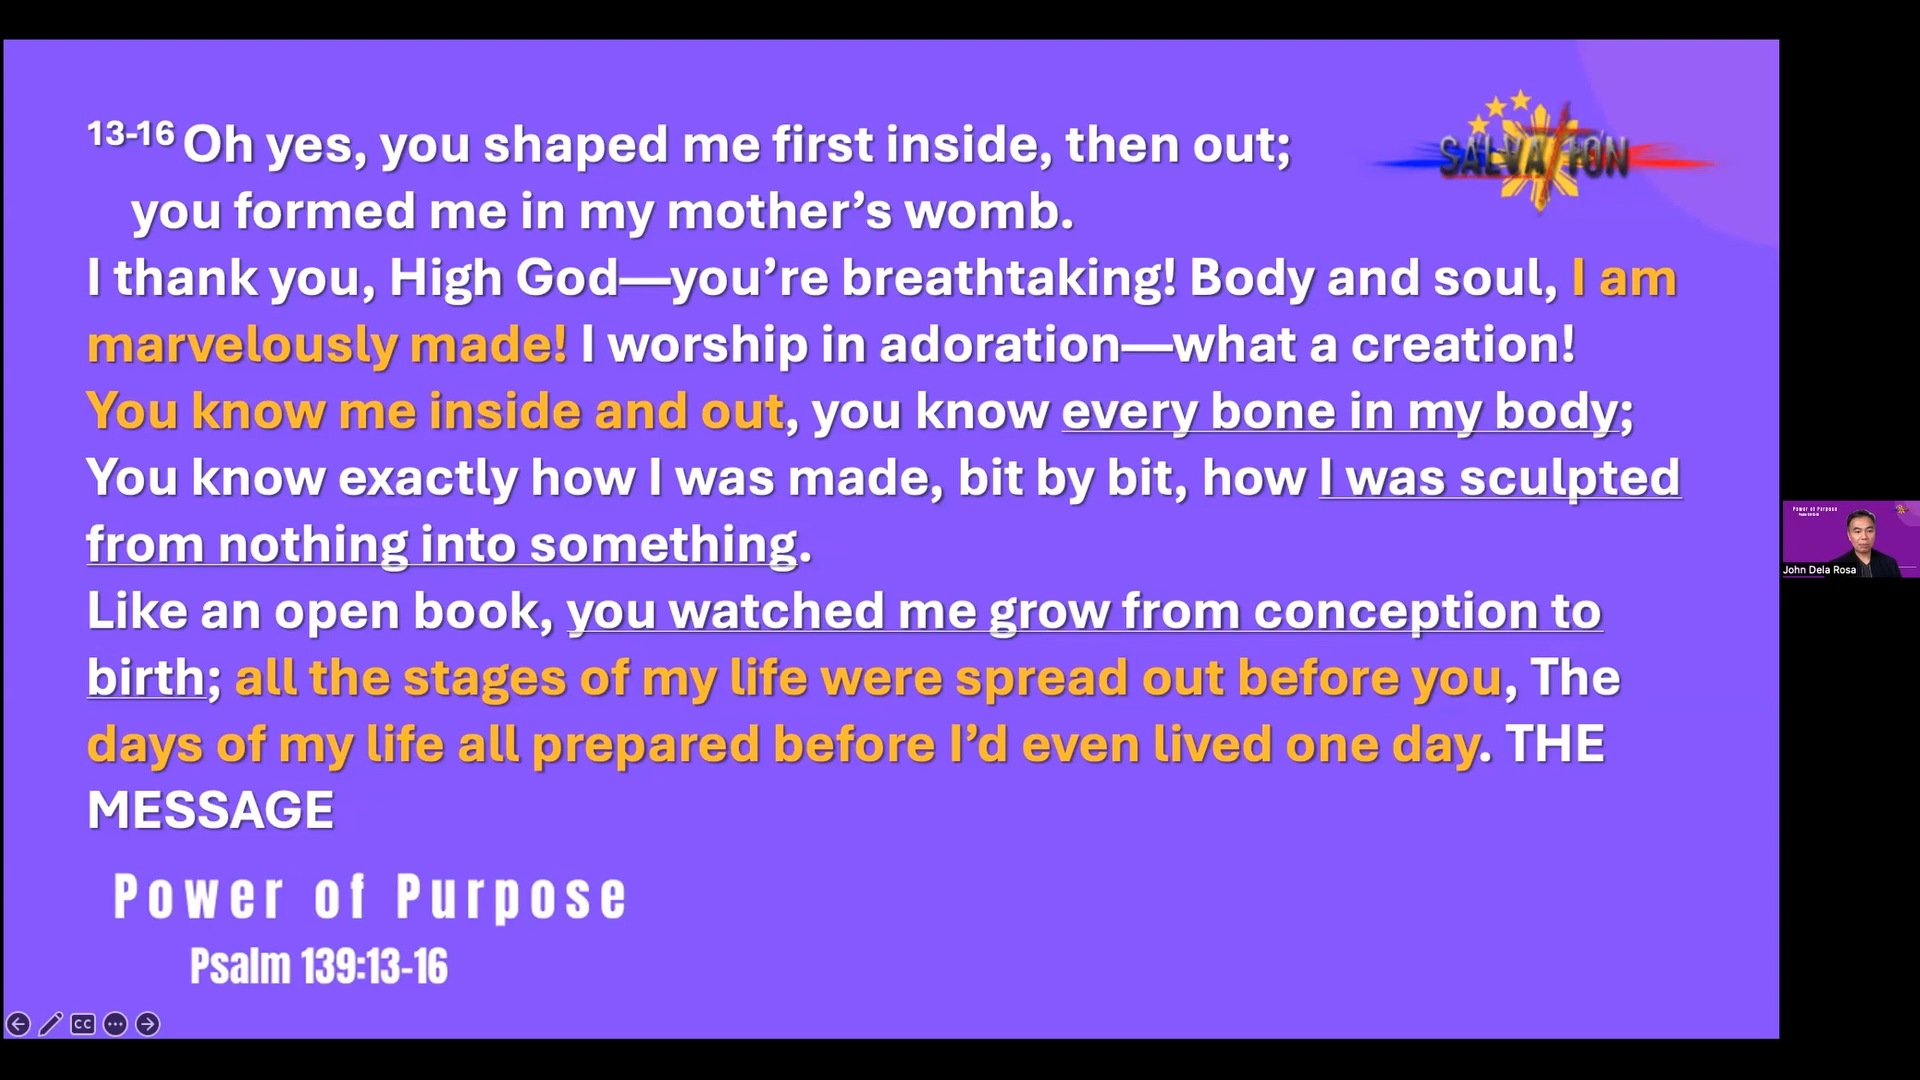 13-16 Oh yes, you shaped me first inside, then out;
you formed me in my mother’s womb.
I thank you, High God—you’re breathtaking! Body and soul, I am
marvelously made! I worship in adoration—what a creation!
You know me inside and out, you know every bone in my body;
You know exactly how I was made, bit by bit, how I was sculpted
from nothing into something.
Like an open book, you watched me grow from conception to
birth; all the stages of my life were spread out before you, The
days of my life all prepared before I’d even lived one day. THE
MESSAGE
SALVATION
Power of Purpose
Psalm 139:13-16
CC
Power of Purpose
John Dela Rosa